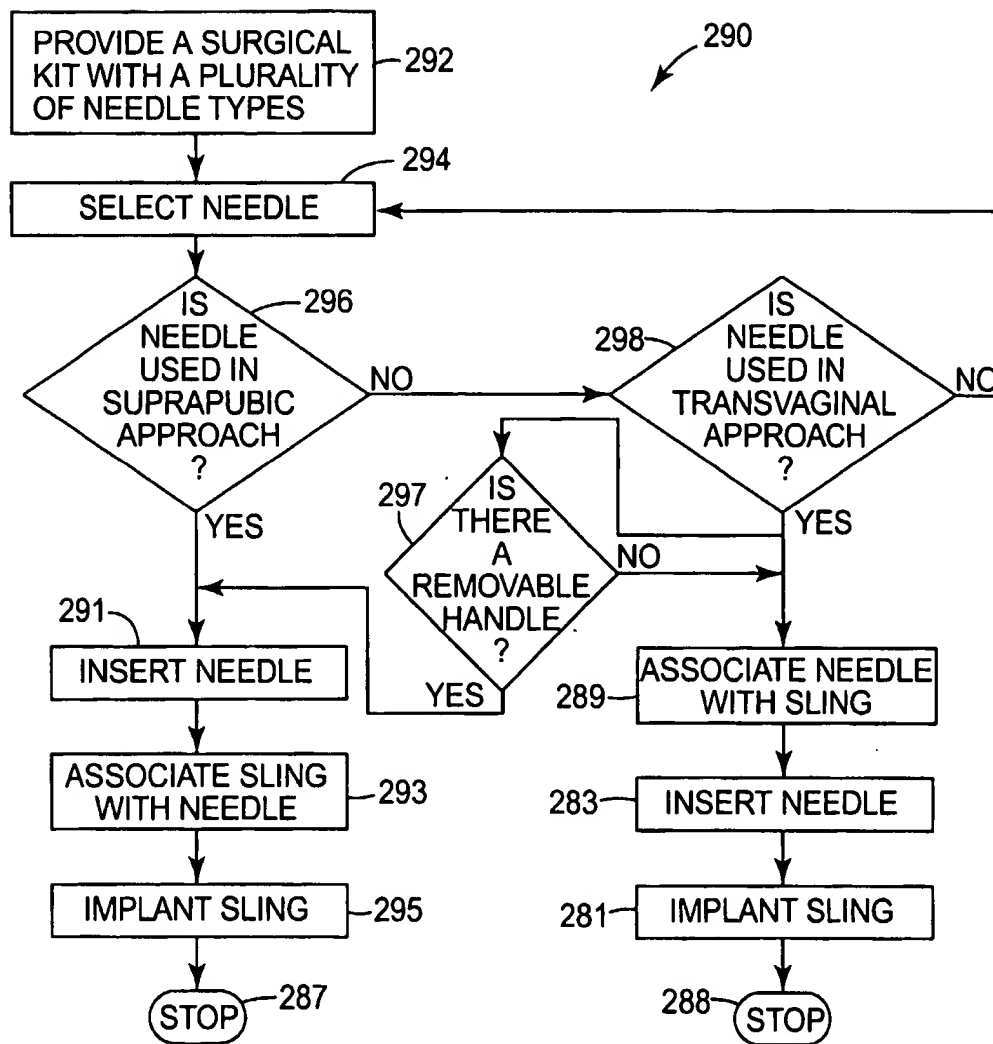 PROVIDE A SURGICAL
KIT WITH A PLURALITY
OF NEEDLE TYPES
292
290
294
SELECT NEEDLE
IS
NEEDLE
USED IN
SUPRAPUBIC
APPROACH
?
296
NO
YES
IS
NEEDLE
USED IN
TRANSVAGINAL
APPROACH
?
298
NO
YES
IS
THERE
A
REMOVABLE
HANDLE
?
297
NO
YES
291
INSERT NEEDLE
ASSOCIATE SLING
WITH NEEDLE
293
IMPLANT SLING
295
STOP
287
ASSOCIATE NEEDLE
WITH SLING
289
283
INSERT NEEDLE
281
IMPLANT SLING
288
STOP